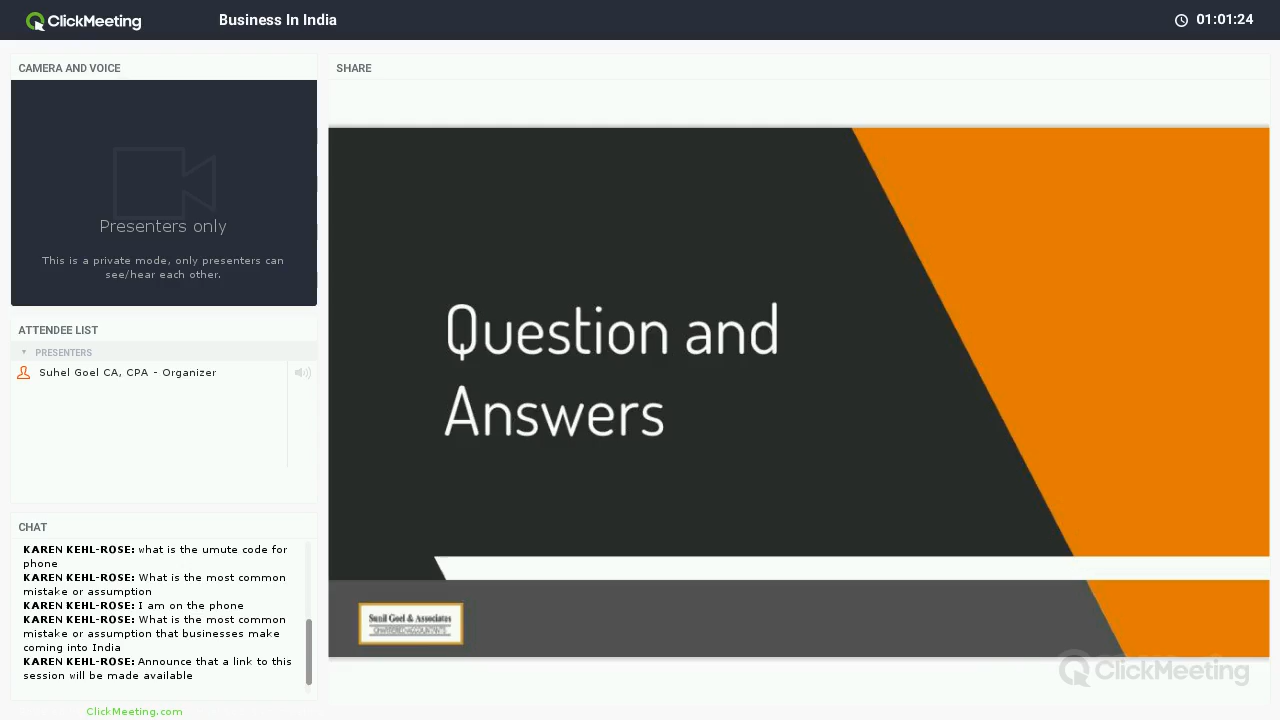 ClickMeeting
Business In India
01:01:24
CAMERA AND VOICE
Presenters only
This is a private mode, only presenters can
see/hear each other.
ATTENDEE LIST
PRESENTERS
Suhel Goel CA, CPA - Organizer
CHAT
KAREN KEHL-ROSE: what is the umute code for
phone
KAREN KEHL-ROSE: What is the most common
mistake or assumption
KAREN KEHL-ROSE: I am on the phone
KAREN KEHL-ROSE: What is the most common
mistake or assumption that businesses make
coming into India
KAREN KEHL-ROSE: Announce that a link to this
session will be made available
ClickMeeting.com
SHARE
Question and
Answers
Sunil Goel & Associates
CHARTERED ACCOUNTANTS
ClickMeeting